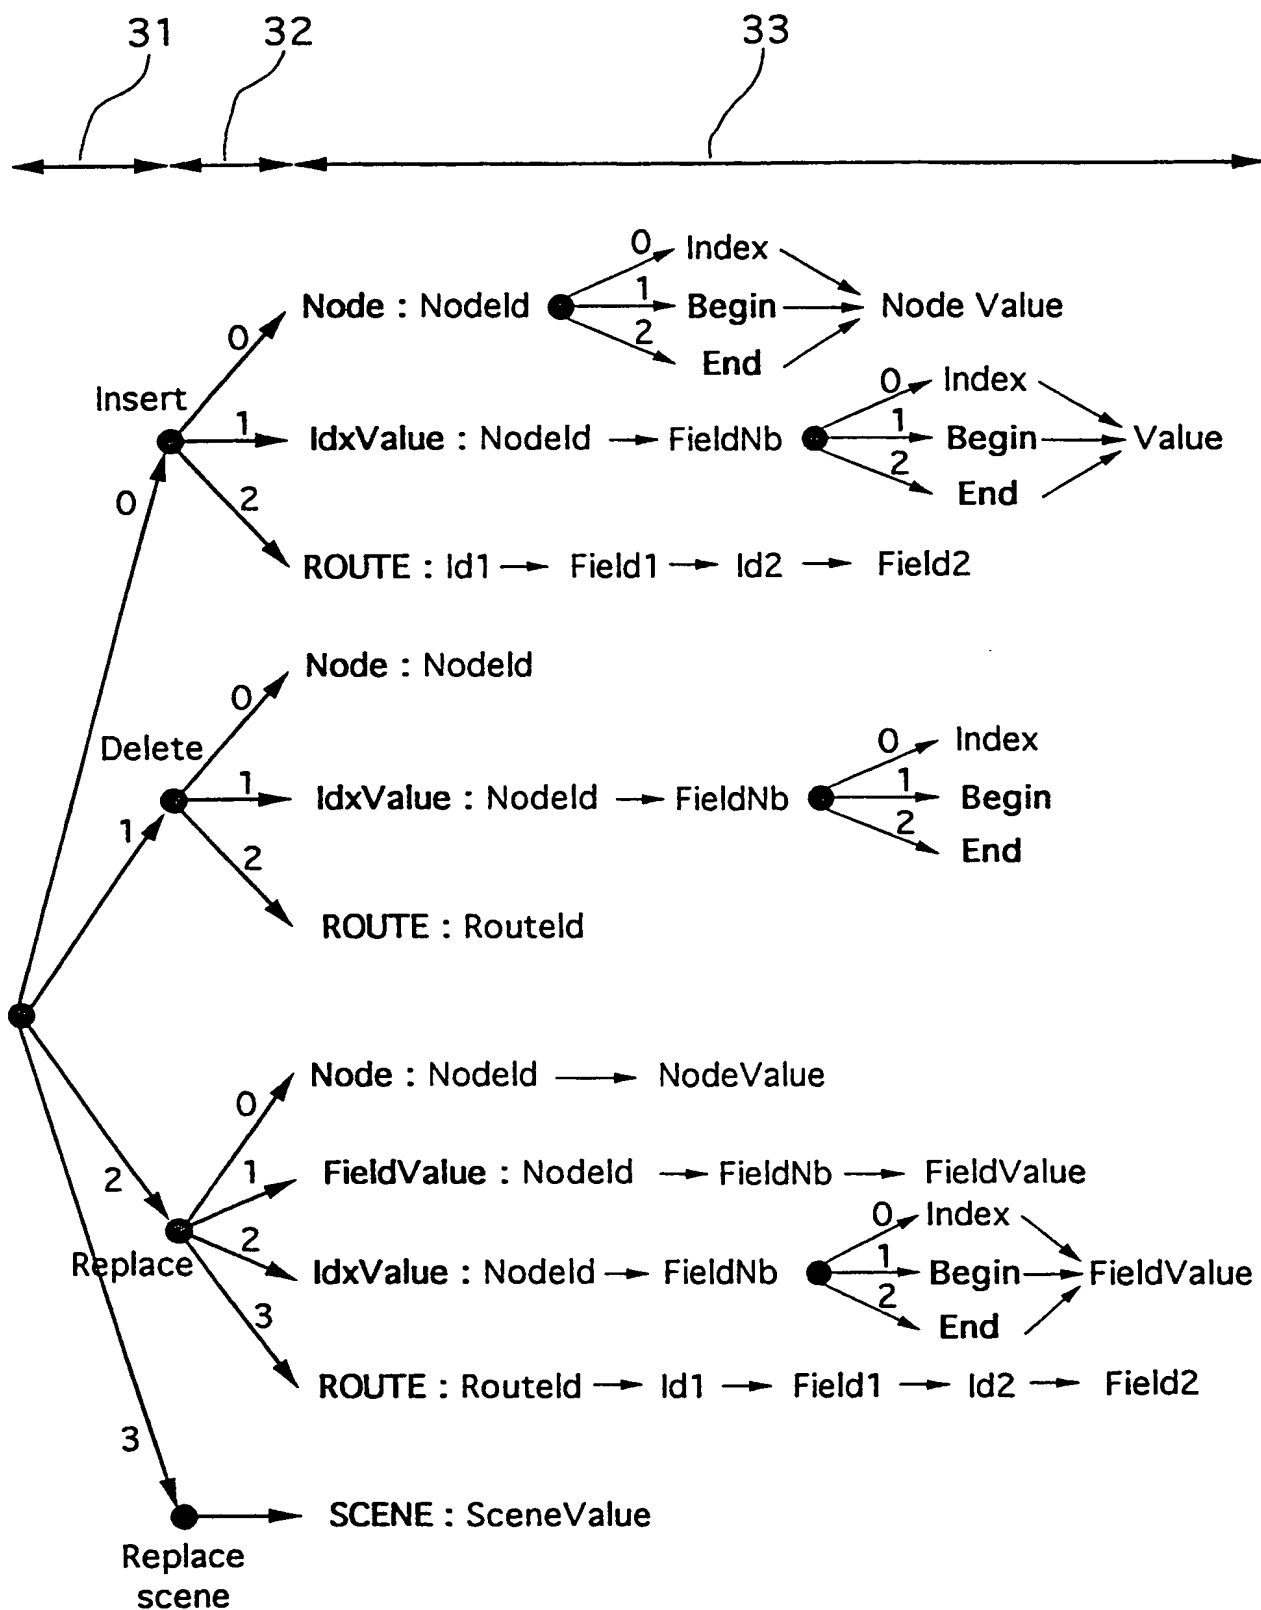 31 32 33
0 Index
Node : NodeId 1 Begin Node Value
0 2 End
Insert 0 Index
1 IdxValue : NodeId FieldNb 1 Begin Value
0 2 2 End
ROUTE : Id1 Field1 Id2 Field2
Node : NodeId
0
Delete 0 Index
1 IdxValue : NodeId FieldNb 1 Begin
1 2 2 End
ROUTE : RouteId
Node : NodeId NodeValue
0
2 1 FieldValue : NodeId FieldNb FieldValue
0 Index
Replace 2 IdxValue : NodeId FieldNb 1 Begin FieldValue
3 2 End
ROUTE : RouteId Id1 Field1 Id2 Field2
3
SCENE : SceneValue
Replace
scene